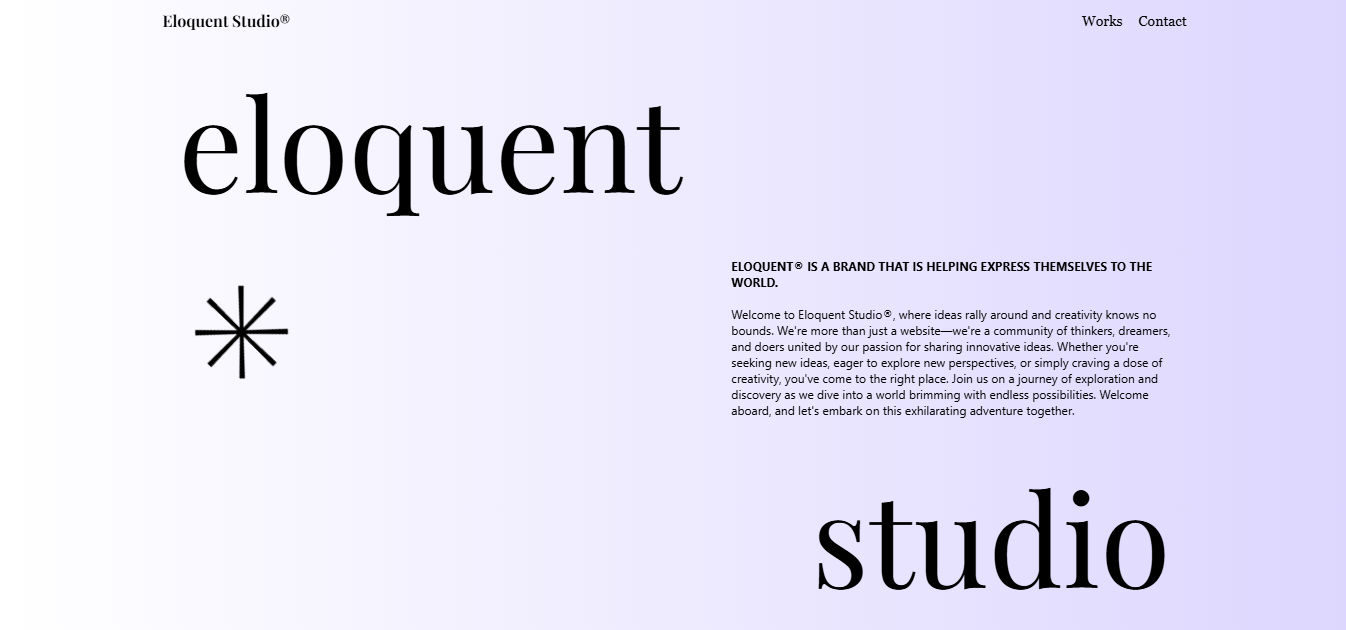 Eloquent Studio®
Works Contact
eloquent
ELOQUENT® IS A BRAND THAT IS HELPING EXPRESS THEMSELVES TO THE
WORLD.
Welcome to Eloquent Studio®, where ideas rally around and creativity knows no
bounds. We're more than just a website—we're a community of thinkers, dreamers,
and doers united by our passion for sharing innovative ideas. Whether you're
seeking new ideas, eager to explore new perspectives, or simply craving a dose of
creativity, you've come to the right place. Join us on a journey of exploration and
discovery as we dive into a world brimming with endless possibilities. Welcome
aboard, and let's embark on this exhilarating adventure together.
studio